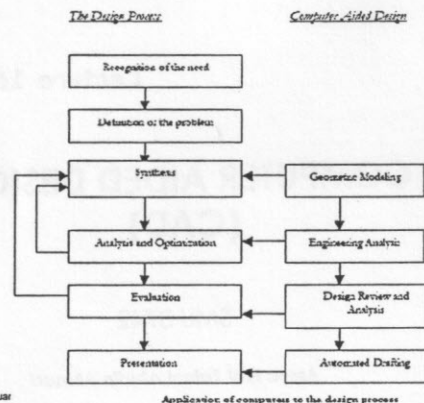 The Design Process
Computer Aided Design
Recognition of the need
Definition of the problem
Synthesis
Geometric Modeling
Analysis and Optimization
Engineering Analysis
Evaluation
Design Review and
Analysis
Presentation
Automated Drafting
Application of computers to the design process